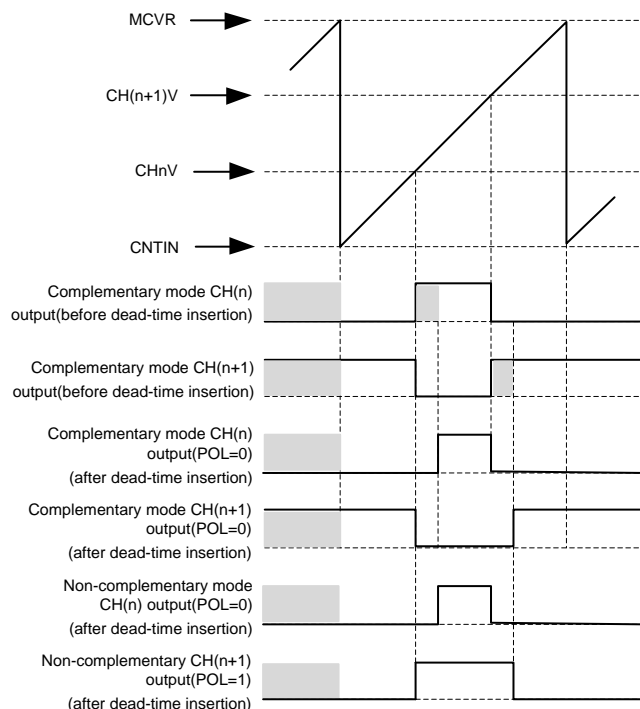 MCVR
CH(n+1)V
CHnV
CNTIN
Complementary mode CH(n)
output(before dead-time insertion)
Complementary mode CH(n+1)
output(before dead-time insertion)
Complementary mode CH(n)
output(POL=0)
(after dead-time insertion)
Complementary mode CH(n+1)
output(POL=0)
(after dead-time insertion)
Non-complementary mode
CH(n) output(POL=0)
(after dead-time insertion)
Non-complementary CH(n+1)
output(POL=1)
(after dead-time insertion)